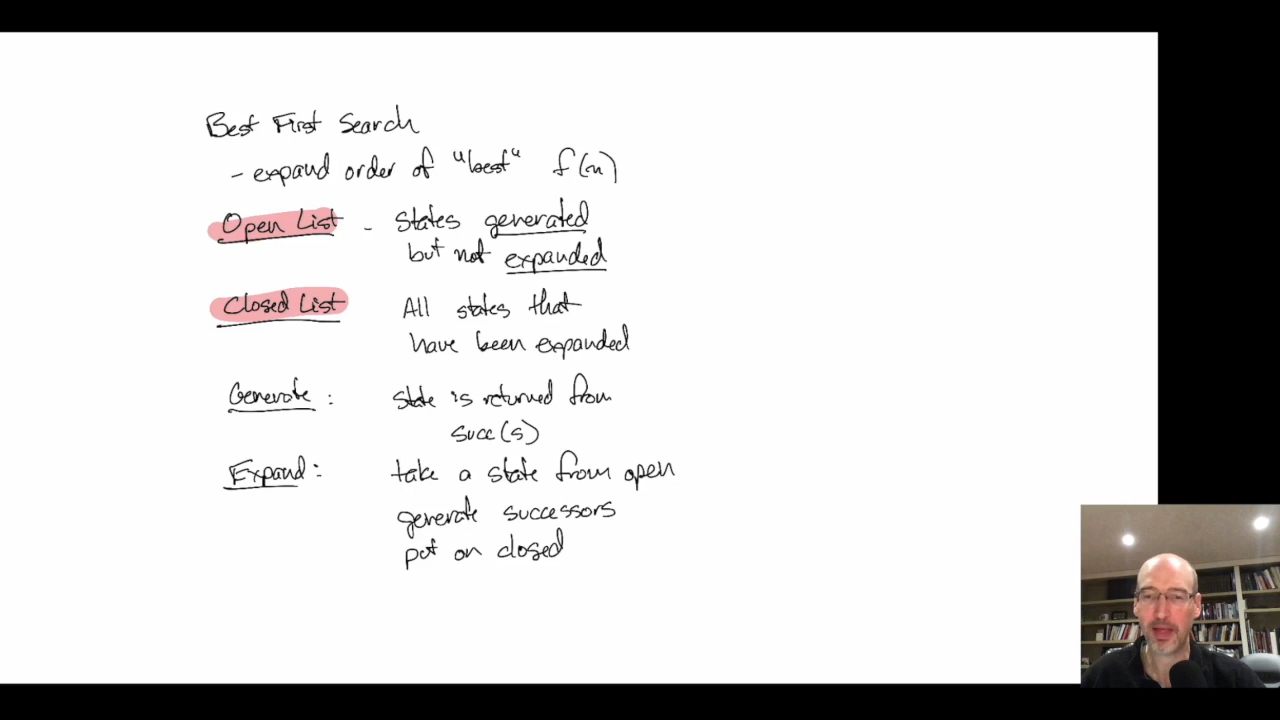 Best First Search
- expand order of "best" f(n)
Open List - states generated
but not expanded
Closed List All states that
have been expanded
Generate: state is returned from
succ(s)
Expand: take a state from open
generate successors
put on closed